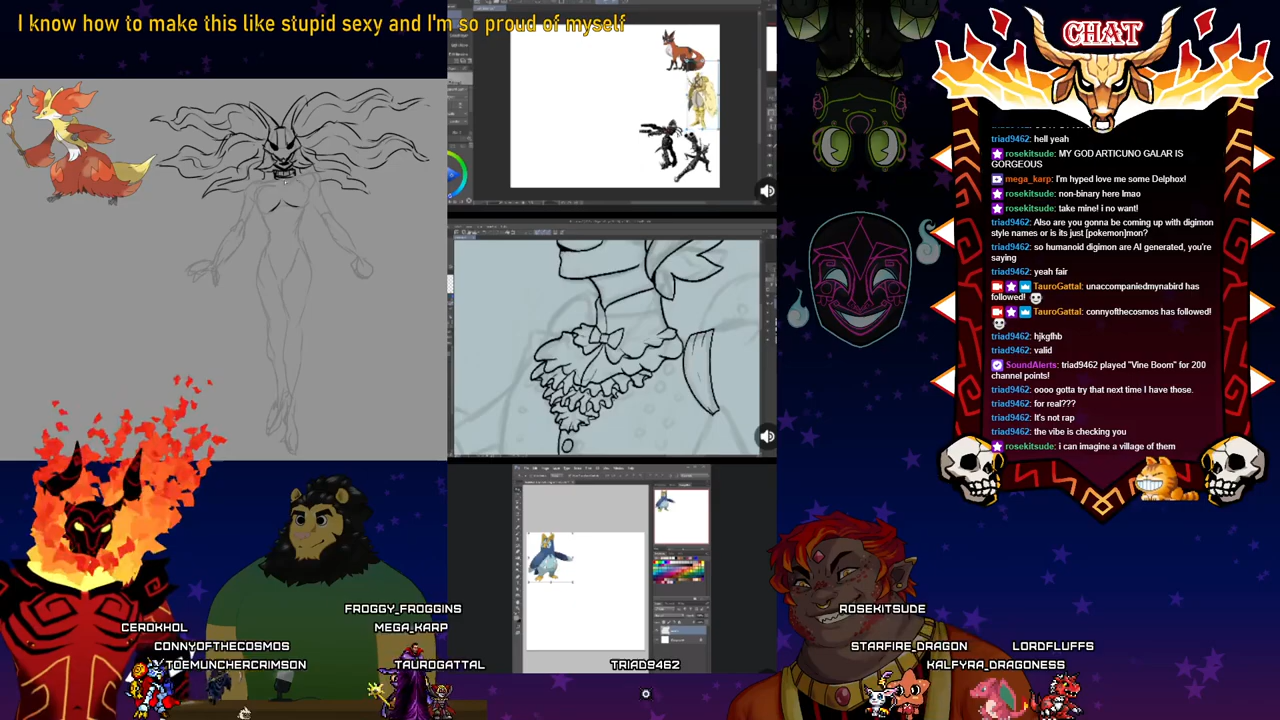 I know how to make this like stupid sexy and I'm so proud of myself
CHAT
triad9462: hell yeah
rosekitsude: MY GOD ARTICUNO GALAR IS
GORGEOUS
mega_karp: I'm hyped love me some Delphox!
rosekitsude: non-binary here lmao
rosekitsude: take mine! i no want!
triad9462: Also are you gonna be coming up with digimon
style names or is its just [pokemon]mon?
triad9462: so humanoid digimon are AI generated, you're
saying
triad9462: yeah fair
TauroGattal: unaccompaniedmynabird has
followed!
TauroGattal: connyofthecosmos has followed!
triad9462: hjkgfhb
triad9462: valid
SoundAlerts: triad9462 played "Vine Boom" for 200
channel points!
triad9462: oooo gotta try that next time I have those.
triad9462: for real???
triad9462: It's not rap
triad9462: the vibe is checking you
rosekitsude: i can imagine a village of them
FROGGY_FROGGINS
CEROKHOL
MEGA_KARP
CONNYOFTHECOSMOS
TOEMUNCHERCRIMSON
TAUROGATTAL
TRIAD9462
ROSEKITSUDE
STARFIRE_DRAGON
LORDFLUFFS
KALFYRA_DRAGONESS